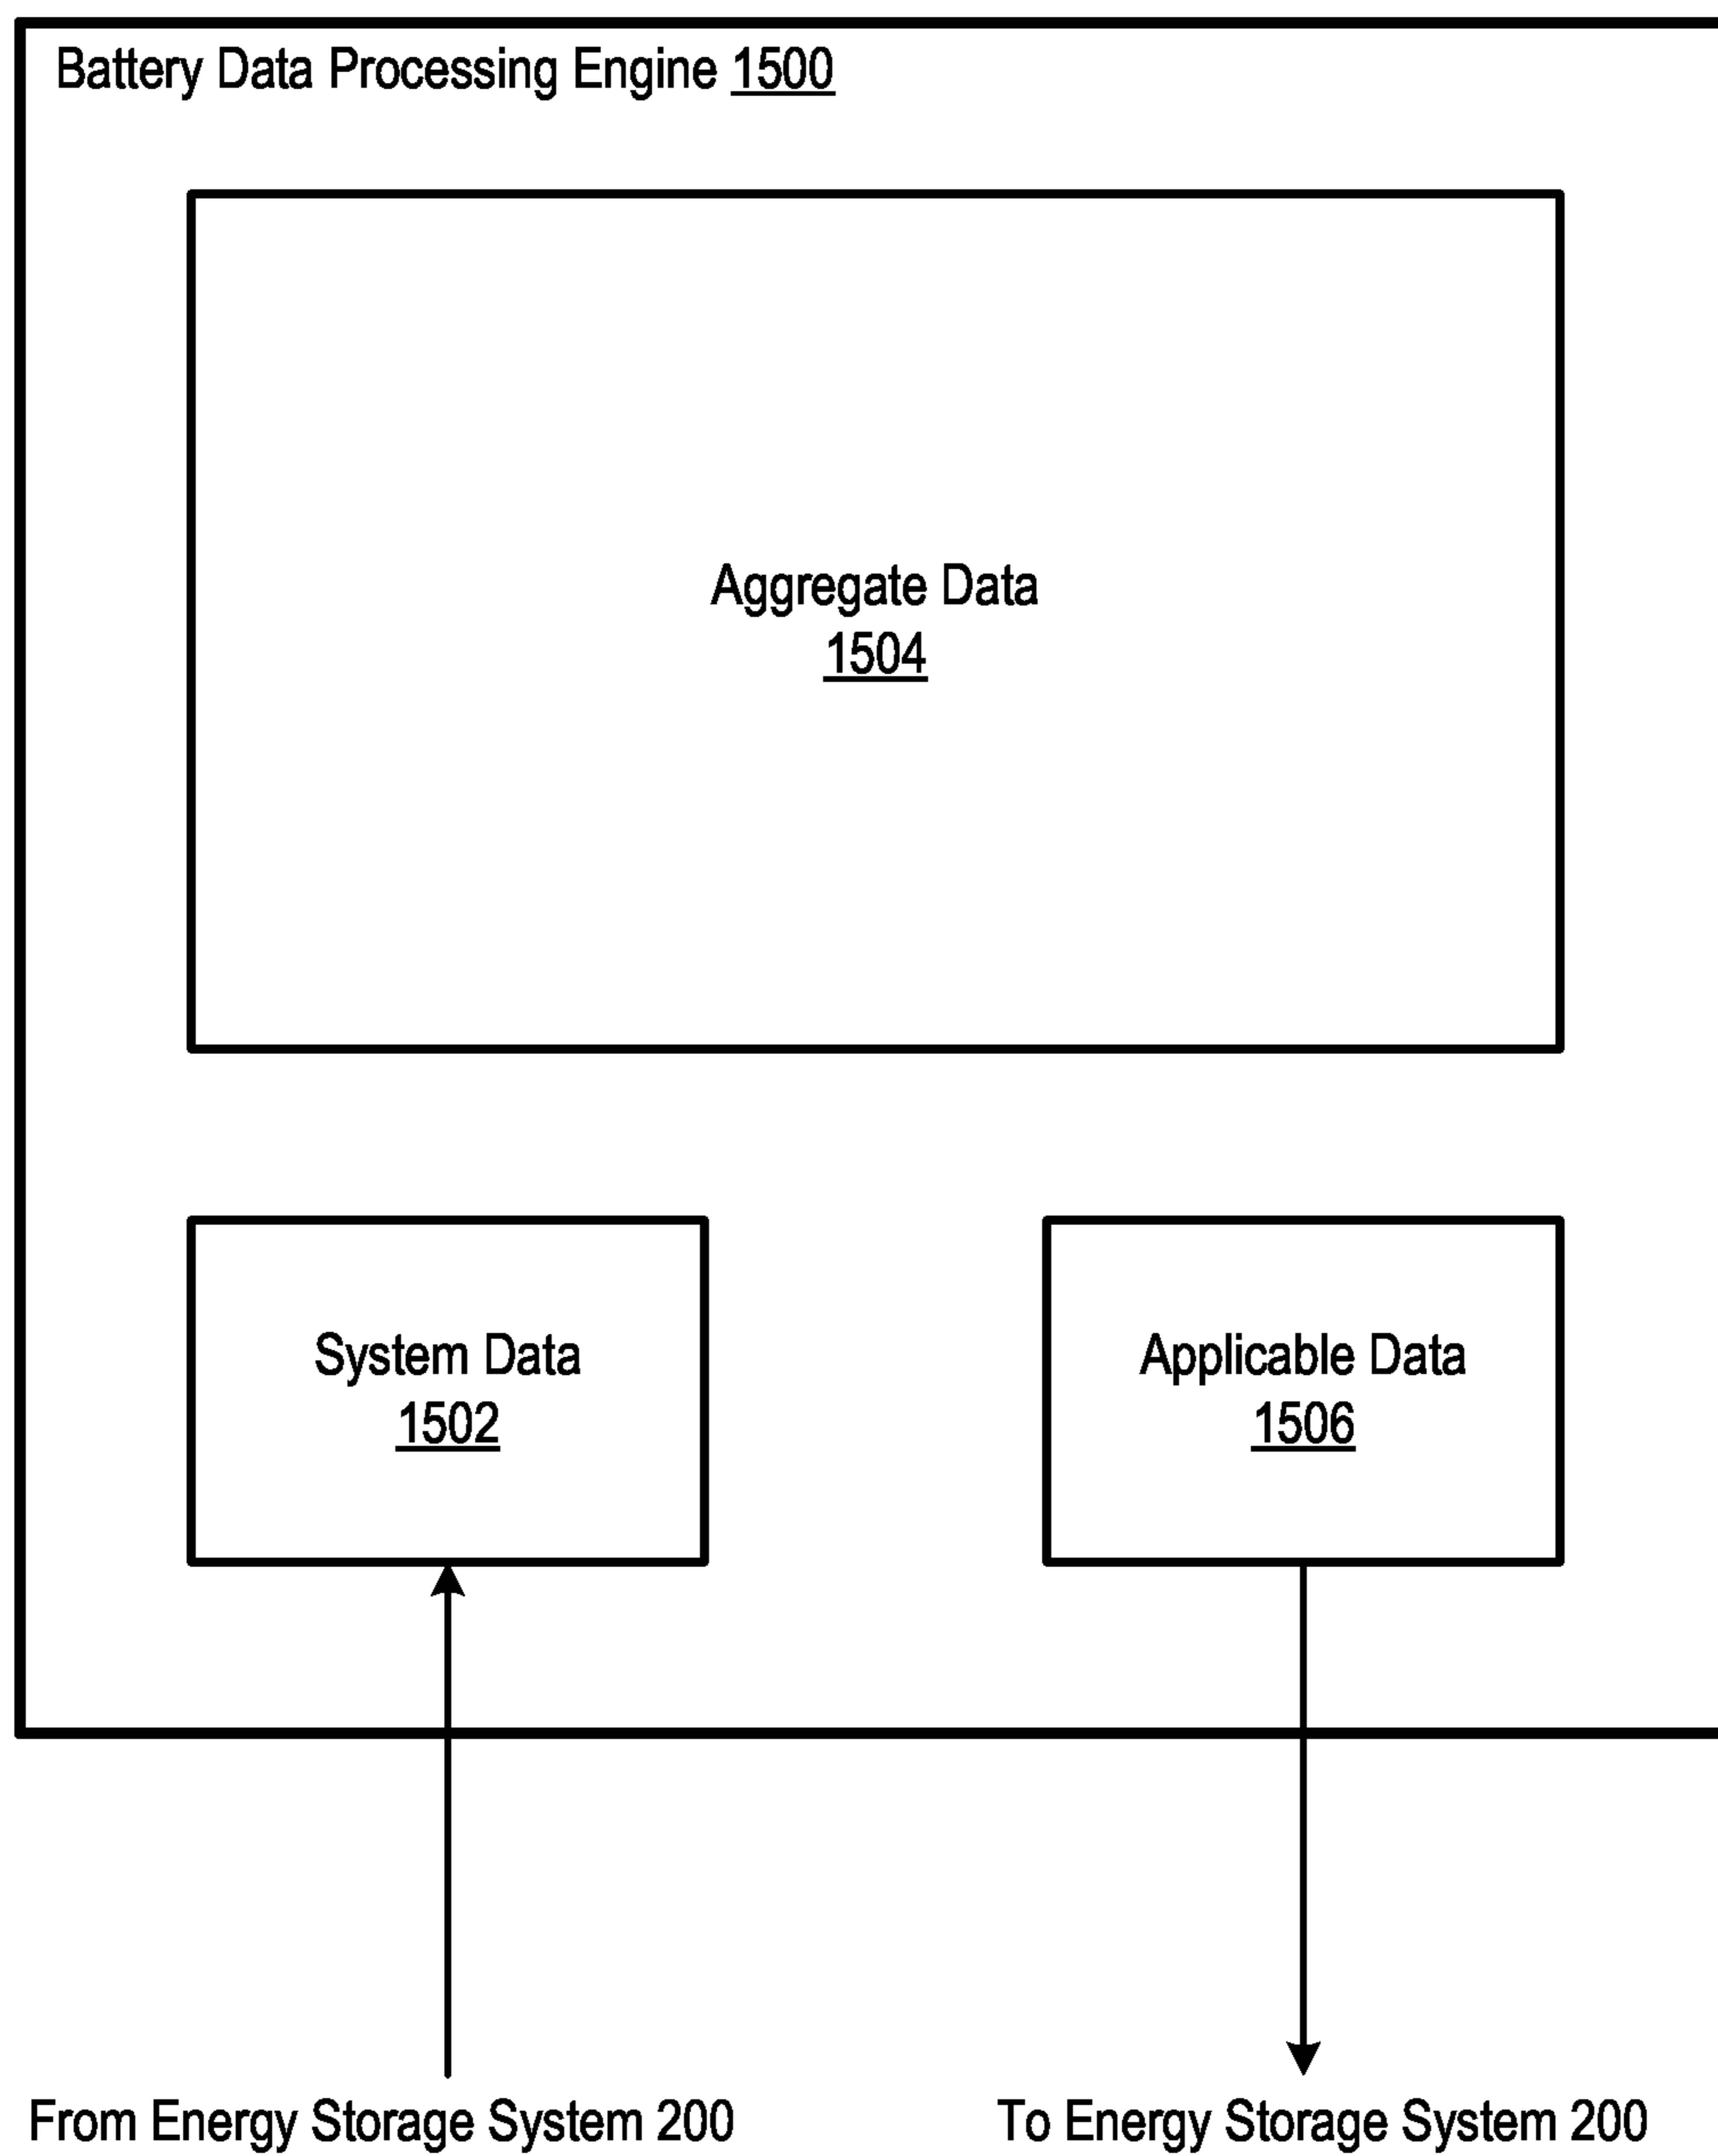 Battery Data Processing Engine 1500
Aggregate Data
1504
System Data
1502
Applicable Data
1506
From Energy Storage System 200
To Energy Storage System 200